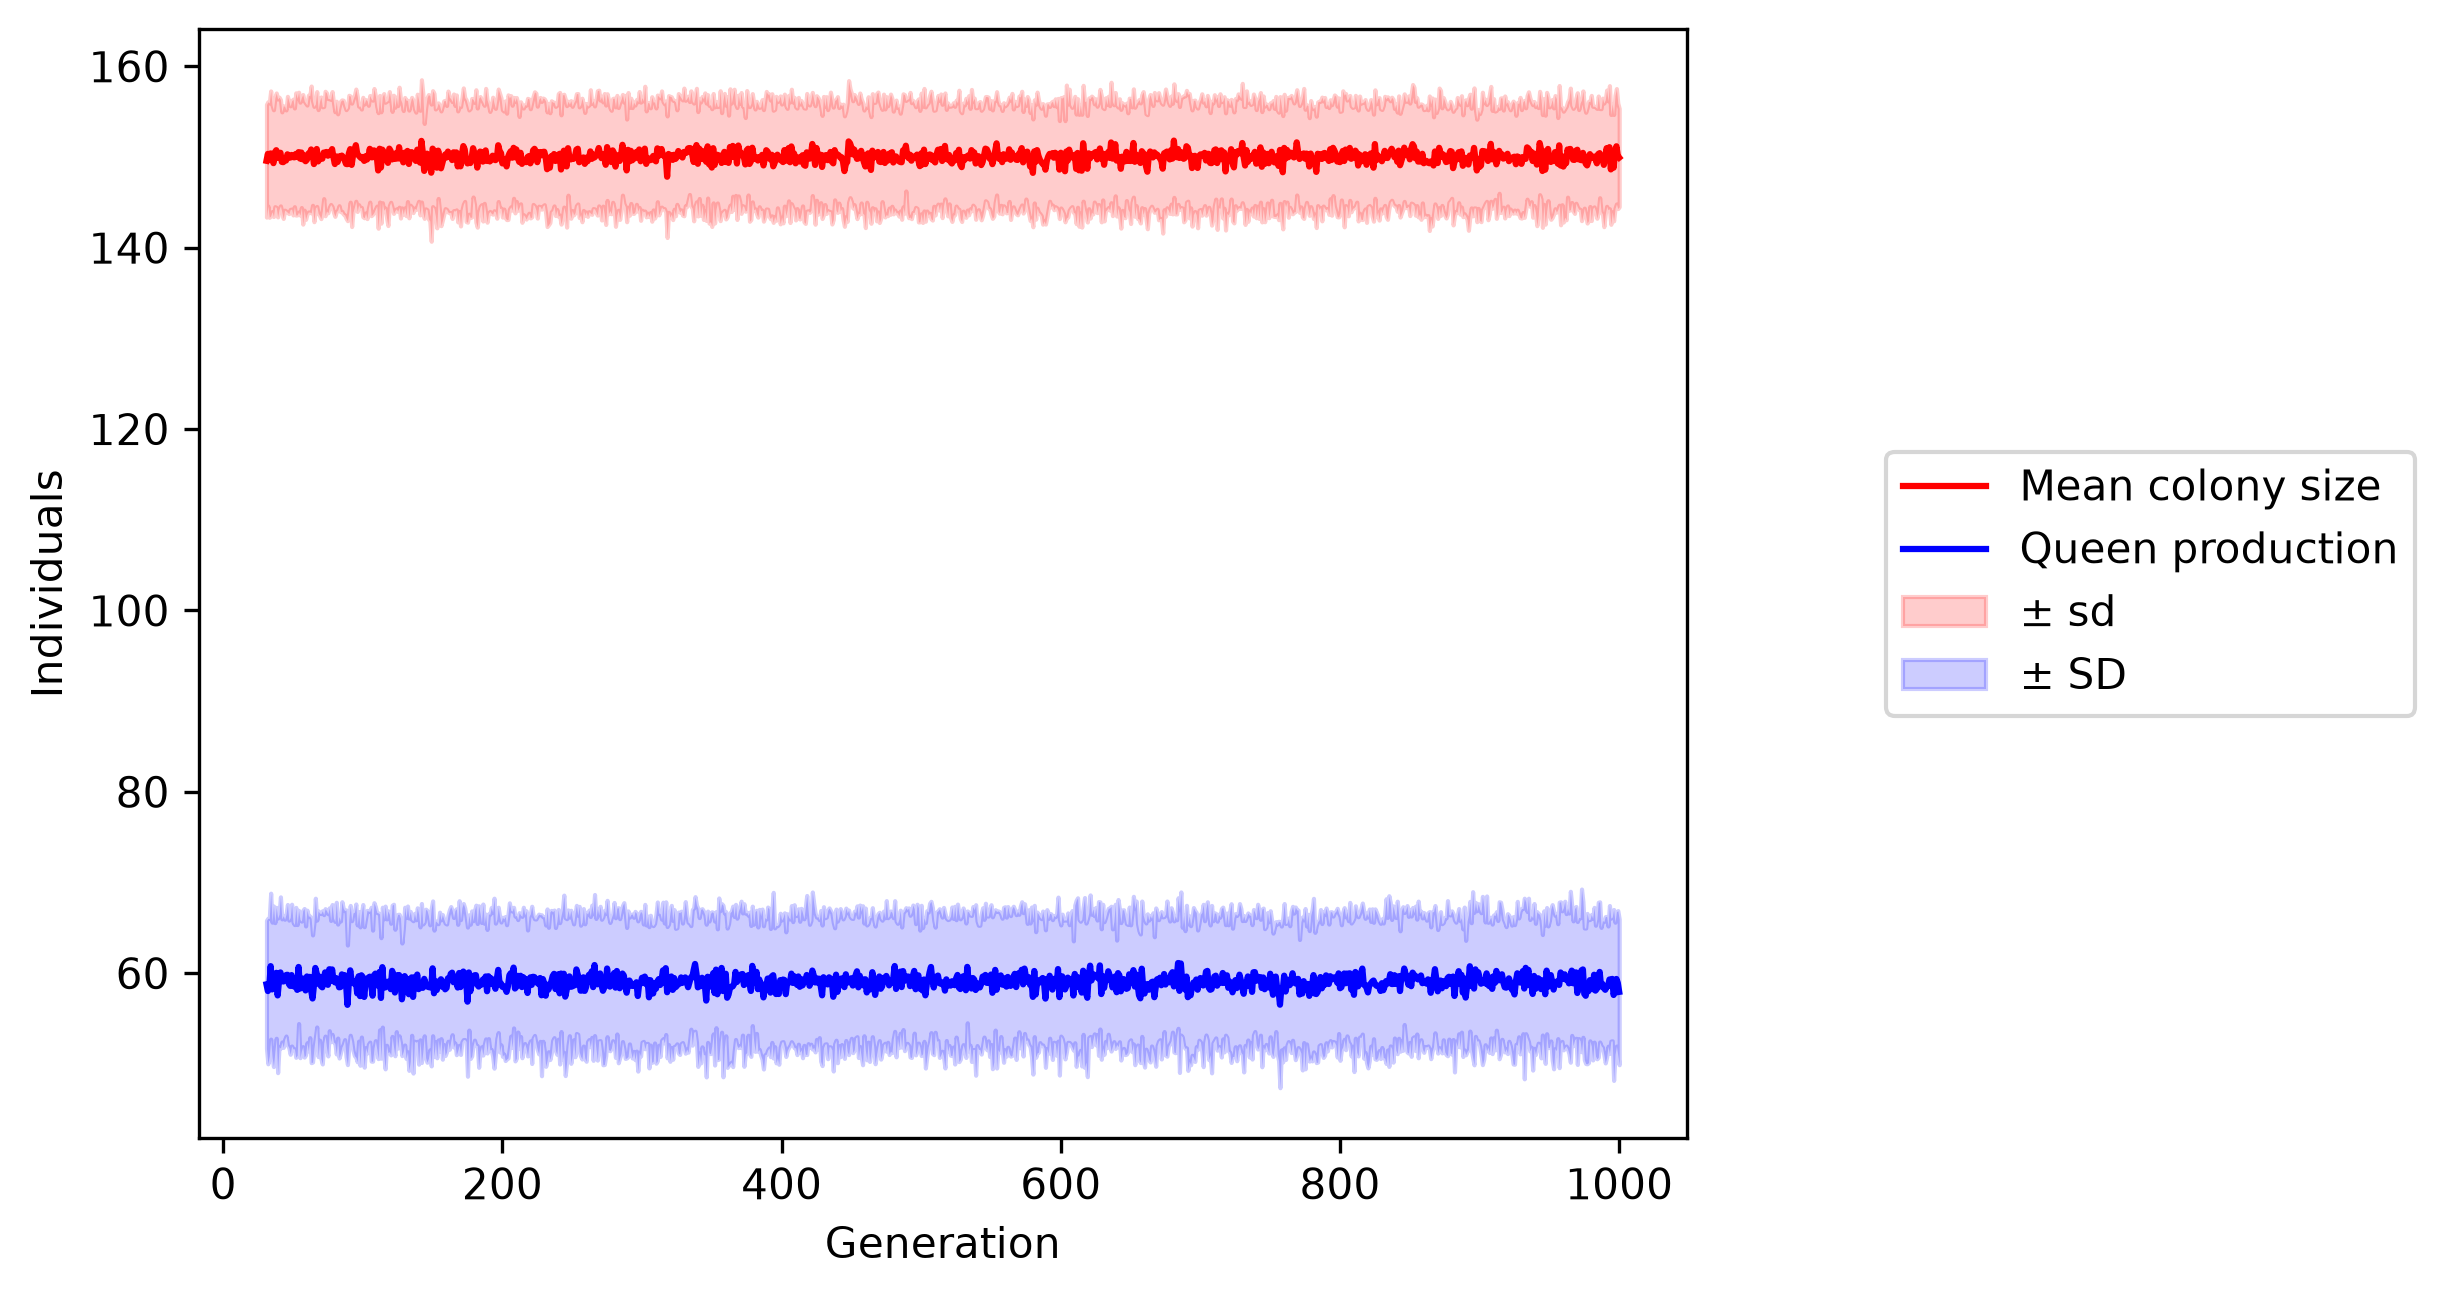 160
140
120
100
80
60
Individuals
0 200 400 600 800 1000
Generation
Mean colony size
Queen production
± sd
± SD